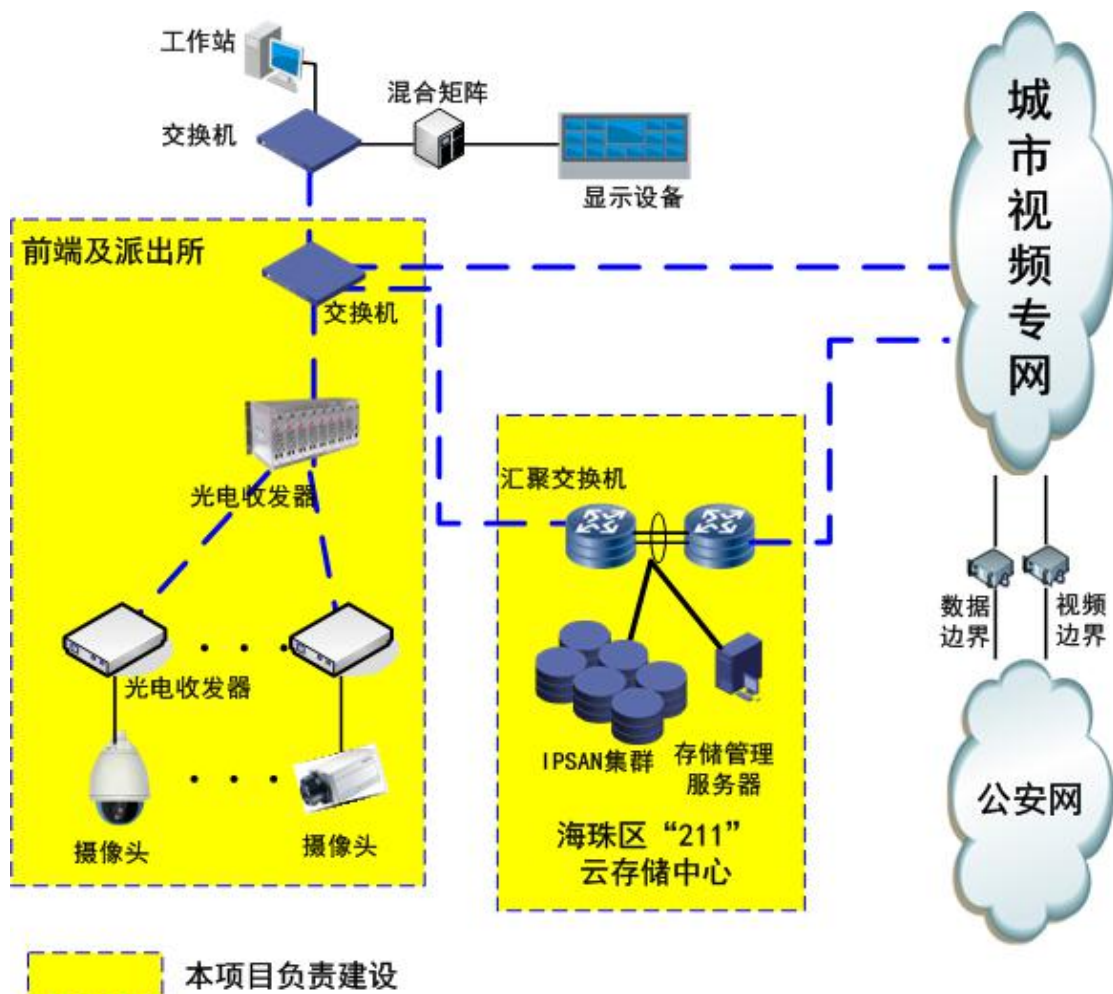 工作站
混合矩阵
交换机
显示设备
城市视频专网
前端及派出所
交换机
光电收发器
汇聚交换机
数据
边界
视频
边界
光电收发器
IPSAN集群
存储管理
服务器
公安网
摄像头
摄像头
海珠区“211”
云存储中心
本项目负责建设